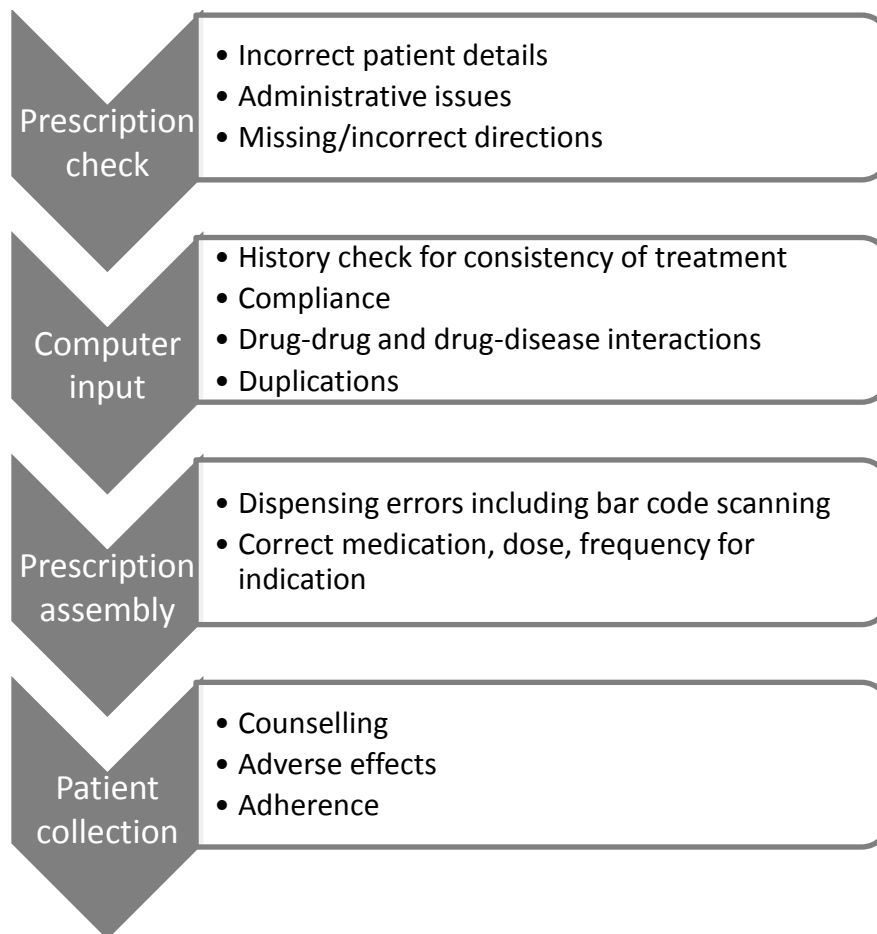 Prescription
check
• Incorrect patient details
• Administrative issues
• Missing/incorrect directions
Computer
input
• History check for consistency of treatment
• Compliance
• Drug-drug and drug-disease interactions
• Duplications
Prescription
assembly
• Dispensing errors including bar code scanning
• Correct medication, dose, frequency for
indication
Patient
collection
• Counselling
• Adverse effects
• Adherence